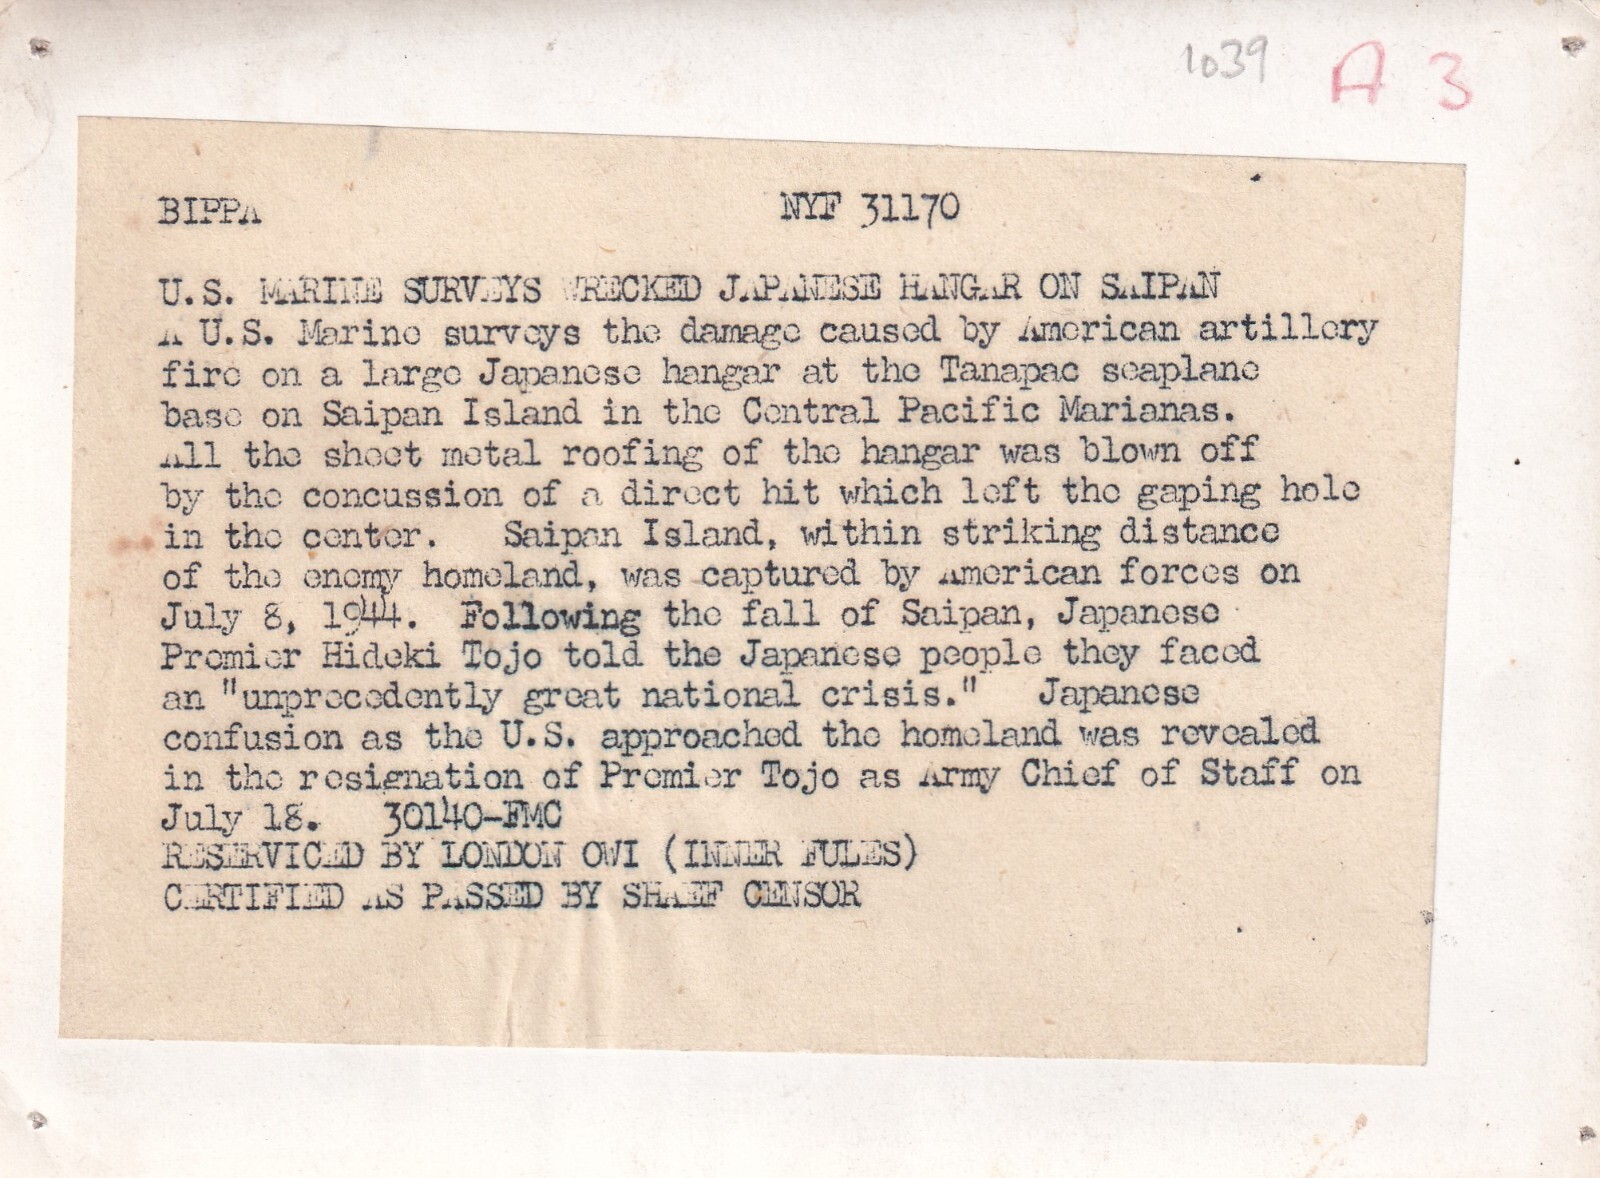 1039 A 3
BIPPA NYF 31170
U.S. MARINE SURVEYS WRECKED JAPANESE HANGAR ON SAIPAN
A U.S. Marine surveys the damage caused by American artillery
fire on a large Japanese hangar at the Tanapac seaplane
base on Saipan Island in the Central Pacific Marianas.
All the sheet metal roofing of the hangar was blown off
by the concussion of a direct hit which left the gaping hole
in the center. Saipan Island, within striking distance
of the enemy homeland, was captured by American forces on
July 8, 1944. Following the fall of Saipan, Japanese
Premier Hideki Tojo told the Japanese people they faced
an "unprecedently great national crisis." Japanese
confusion as the U.S. approached the homeland was revealed
in the resignation of Premier Tojo as Army Chief of Staff on
July 18. 30140-FMC
RESERVICED BY LONDON OWI (INNER FULES)
CERTIFIED AS PASSED BY SHAEF CENSOR